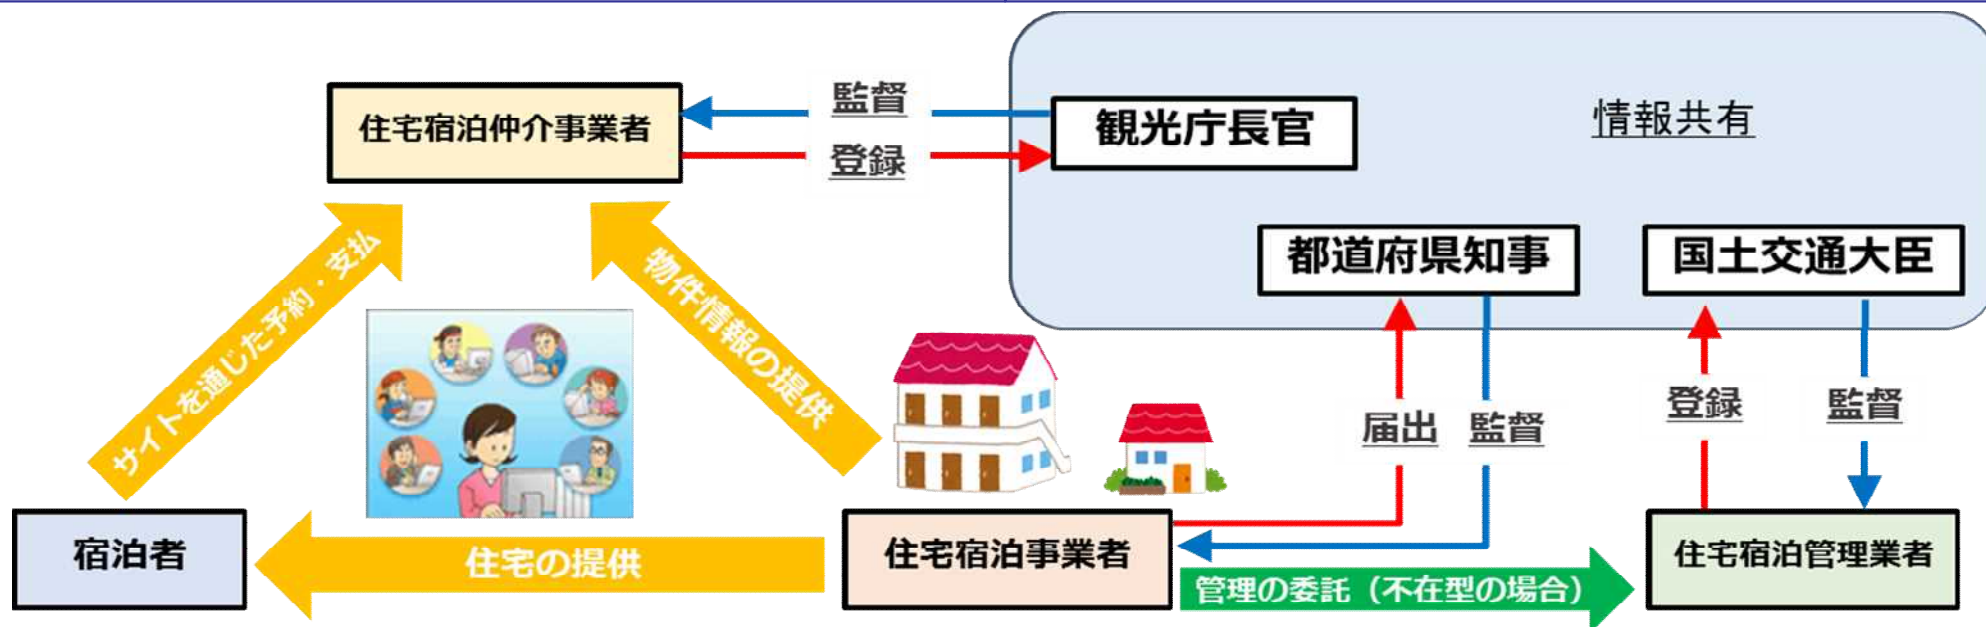 住宅宿泊仲介事業者
監督
登録
観光庁長官
情報共有
都道府県知事
国土交通大臣
サイトを通じた予約・支払
物件情報の提供
届出
監督
登録
監督
宿泊者
住宅の提供
住宅宿泊事業者
管理の委託（不在型の場合）
住宅宿泊管理業者